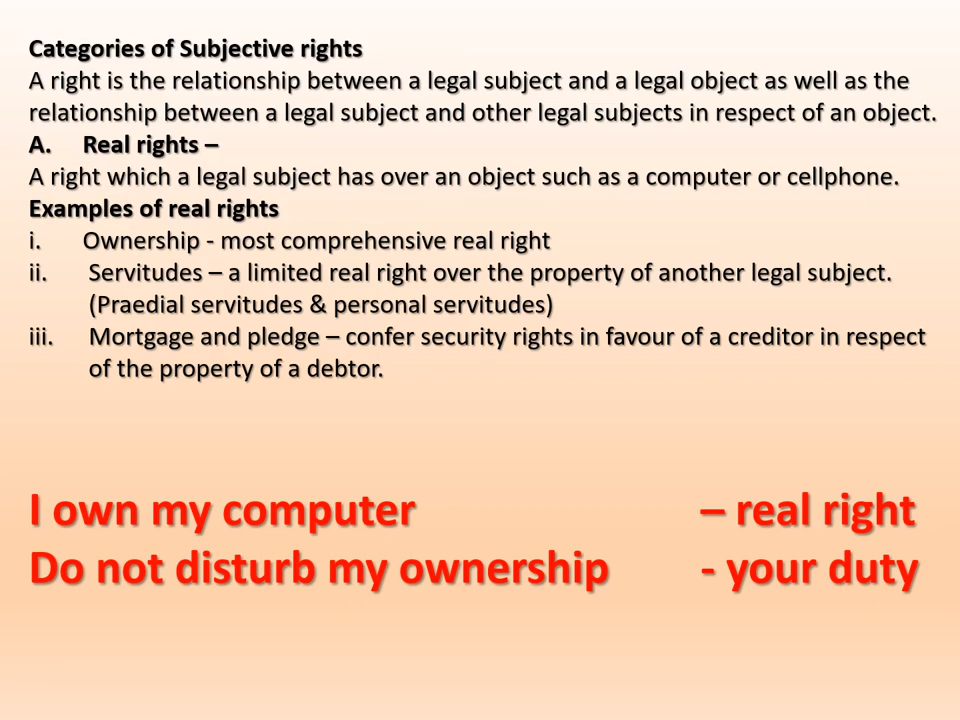 Categories of Subjective rights
A right is the relationship between a legal subject and a legal object as well as the
relationship between a legal subject and other legal subjects in respect of an object.
A. Real rights –
A right which a legal subject has over an object such as a computer or cellphone.
Examples of real rights
i. Ownership - most comprehensive real right
ii. Servitudes – a limited real right over the property of another legal subject.
(Praedial servitudes & personal servitudes)
iii. Mortgage and pledge – confer security rights in favour of a creditor in respect
of the property of a debtor.
I own my computer – real right
Do not disturb my ownership - your duty